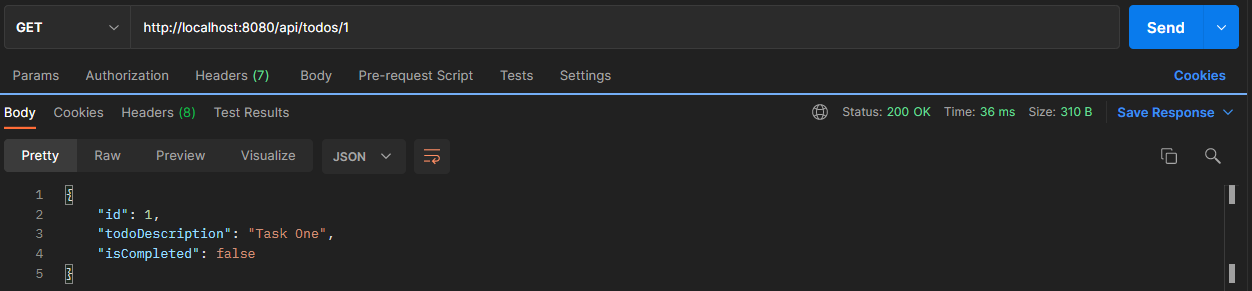 GET http://localhost:8080/api/todos/1 Send
Params Authorization Headers (7) Body Pre-request Script Tests Settings Cookies
Body Cookies Headers (8) Test Results Status: 200 OK Time: 36 ms Size: 310 B Save Response
Pretty Raw Preview Visualize JSON
1 {
2 "id": 1,
3 "todoDescription": "Task One",
4 "isCompleted": false
5 }